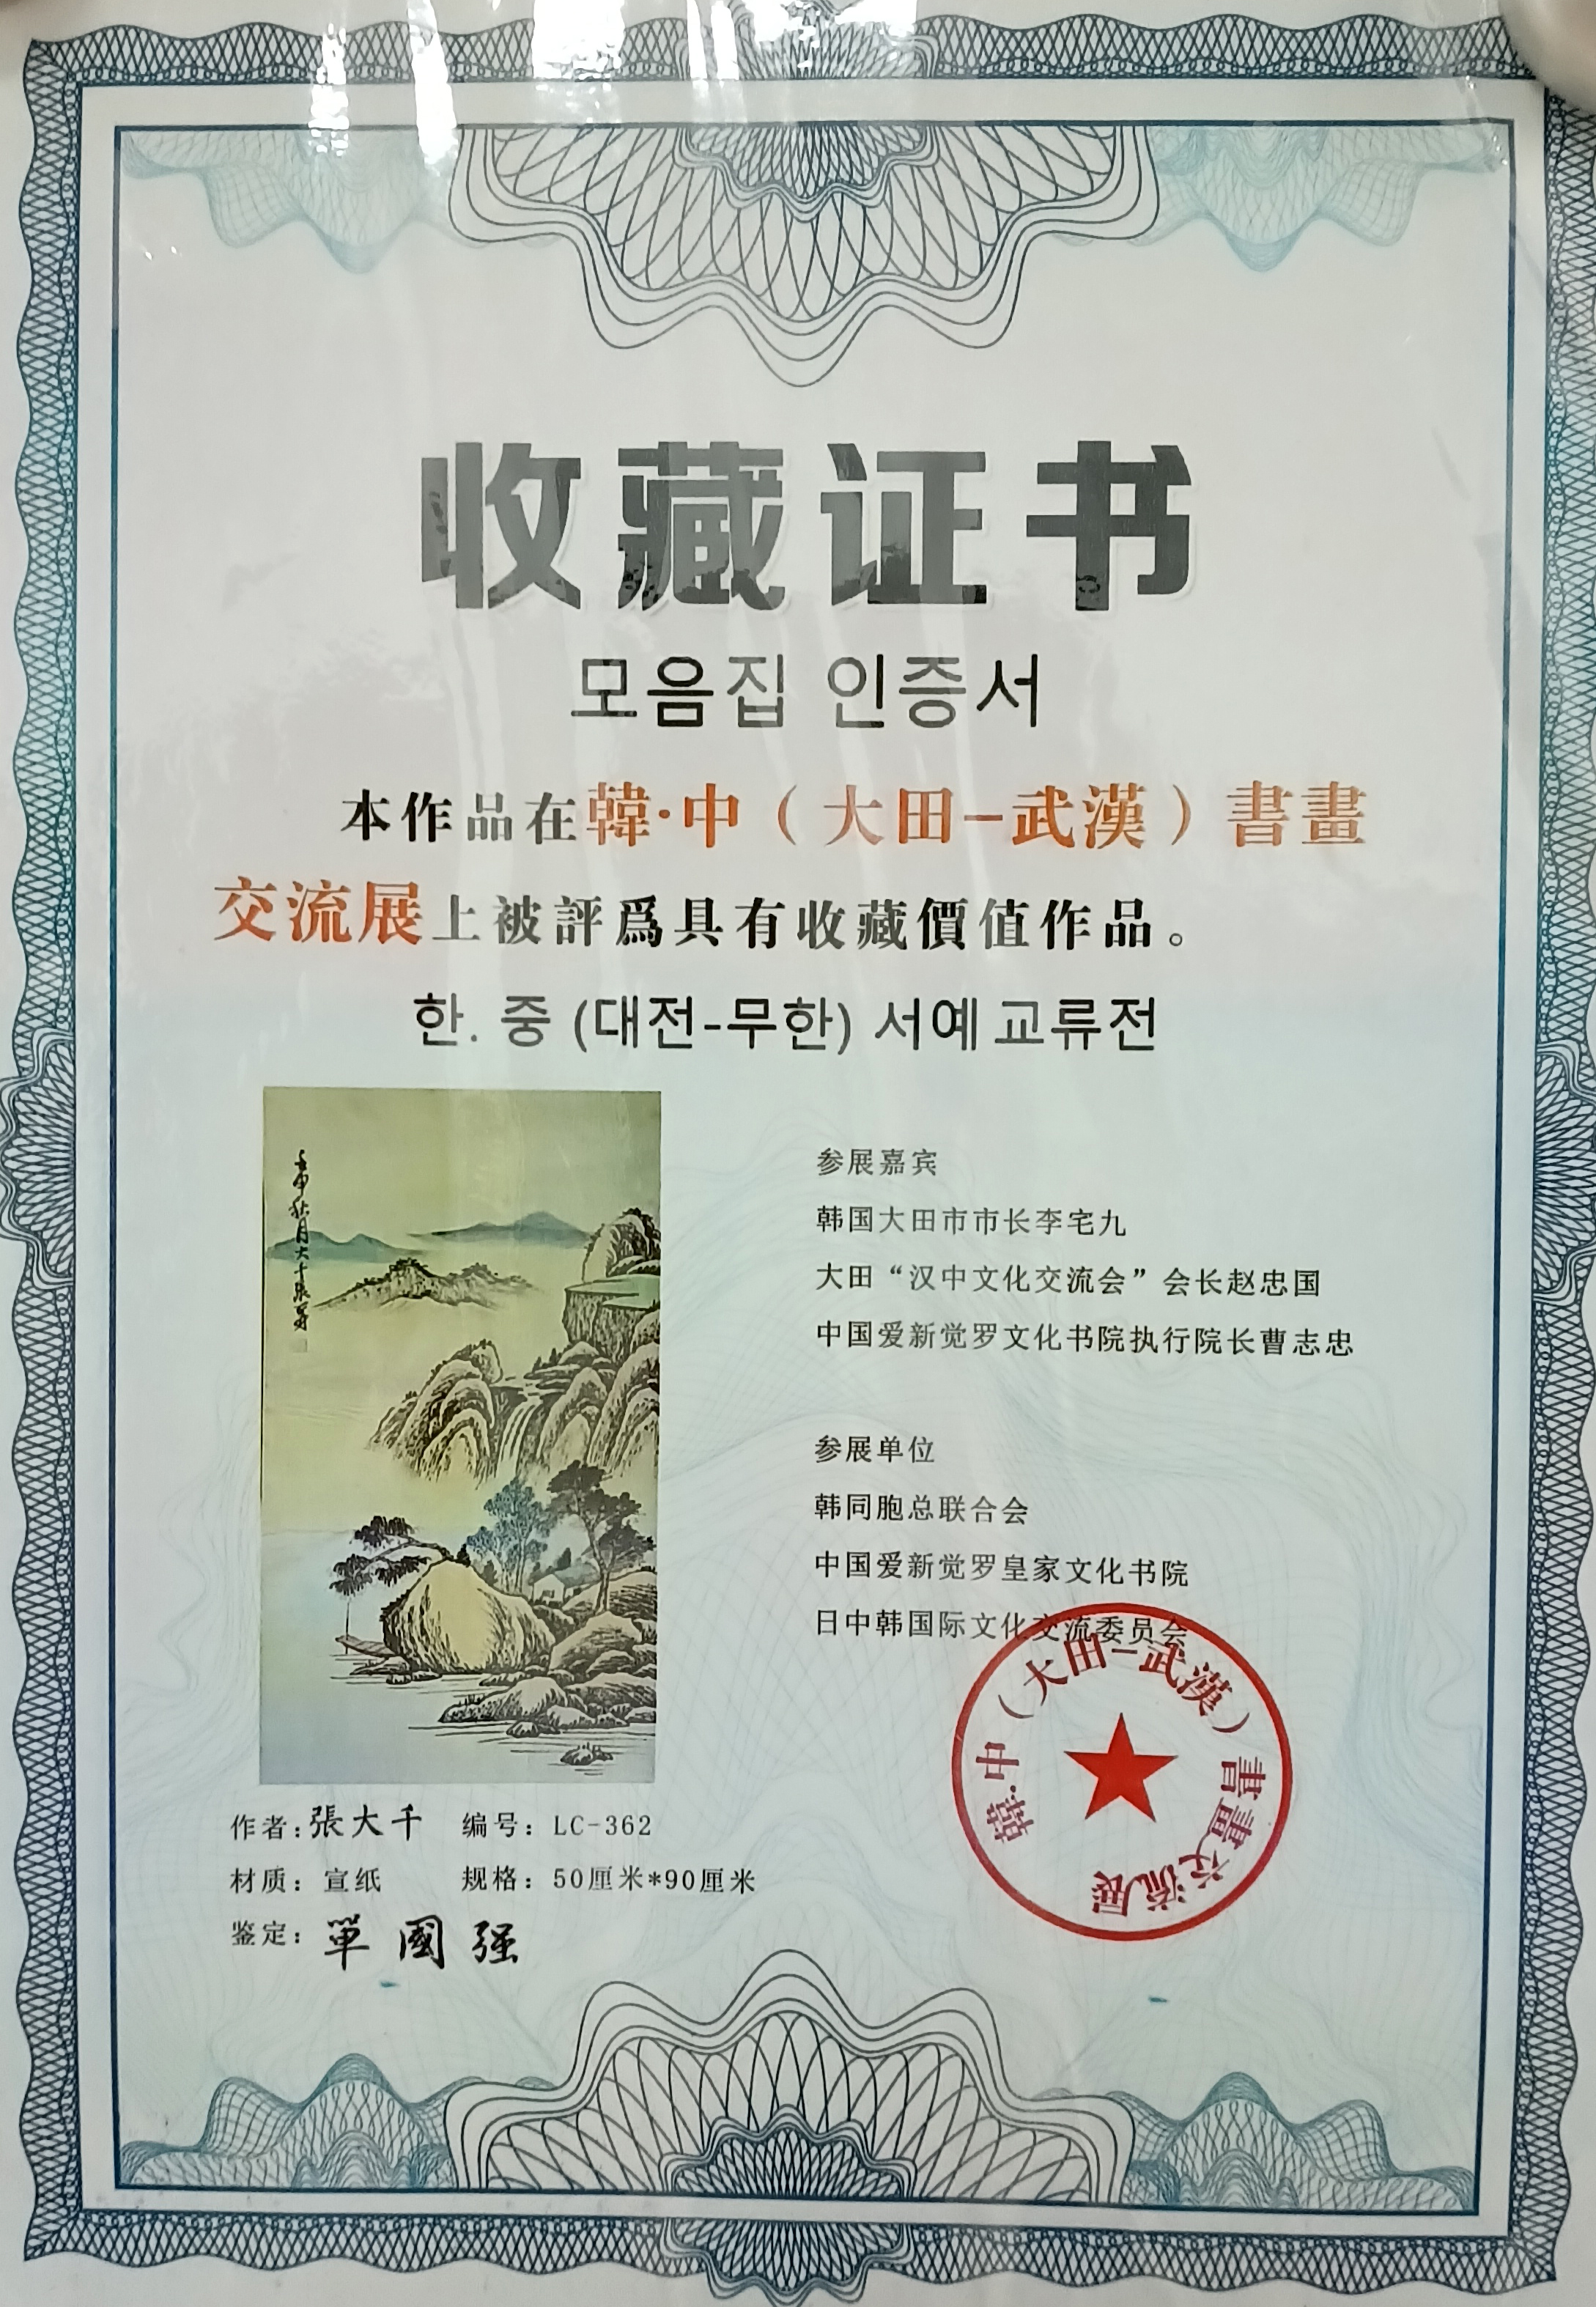 收藏证书
모음집 인증서
本作品在韓·中（大田-武漢）書畫
交流展上被評爲具有收藏價值作品。
한. 중 (대전-무한) 서예 교류전
壬申秋月大千張爰
参展嘉宾
韩国大田市市长李宅九
大田“汉中文化交流会”会长赵忠国
中国爱新觉罗文化书院执行院长曹志忠
参展单位
韩同胞总联合会
中国爱新觉罗皇家文化书院
日中韩国际文化交流委员会
韓·中（大田-武漢）書畫交流展
作者：張大千 编号：LC-362
材质：宣纸 规格：50厘米*90厘米
鉴定：單國强